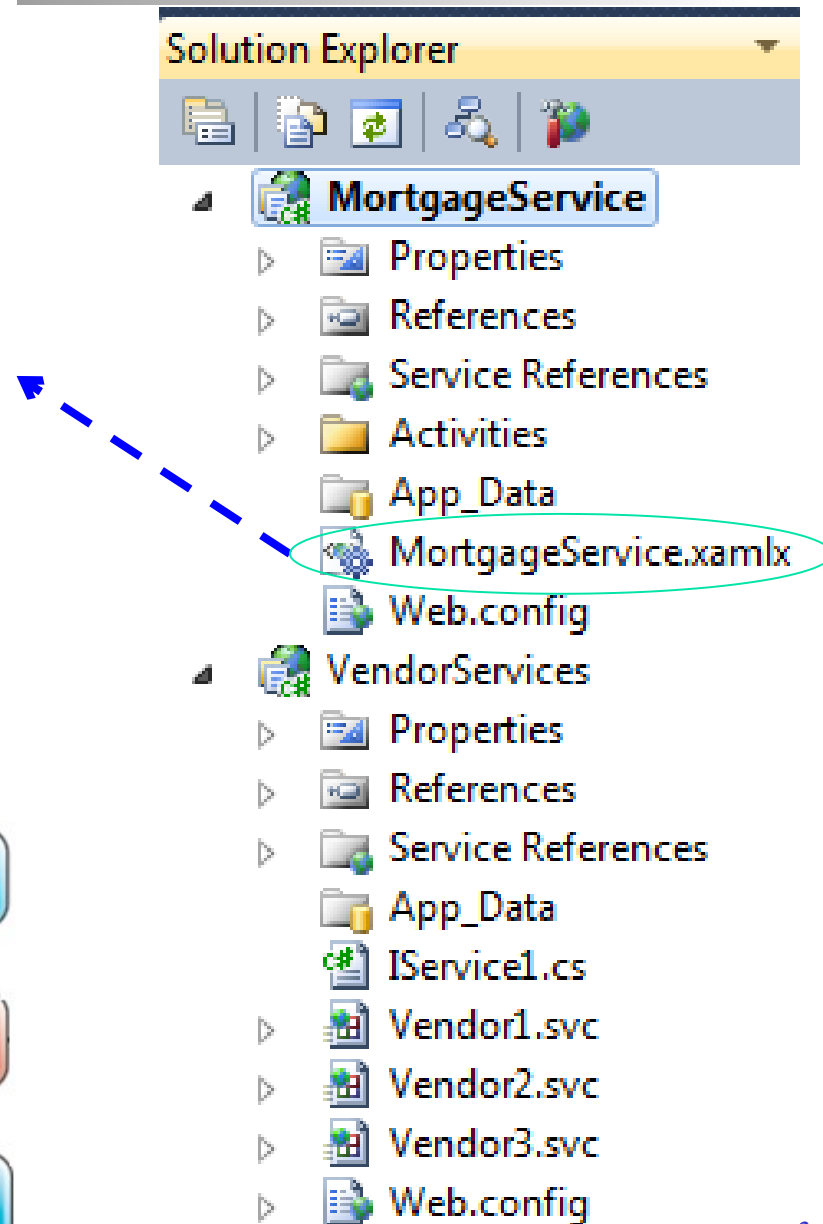 Solution Explorer
MortgageService
Properties
References
Service References
Activities
App_Data
MortgageService.xamlx
Web.config
VendorServices
Properties
References
Service References
App_Data
IService1.cs
Vendor1.svc
Vendor2.svc
Vendor3.svc
Web.config